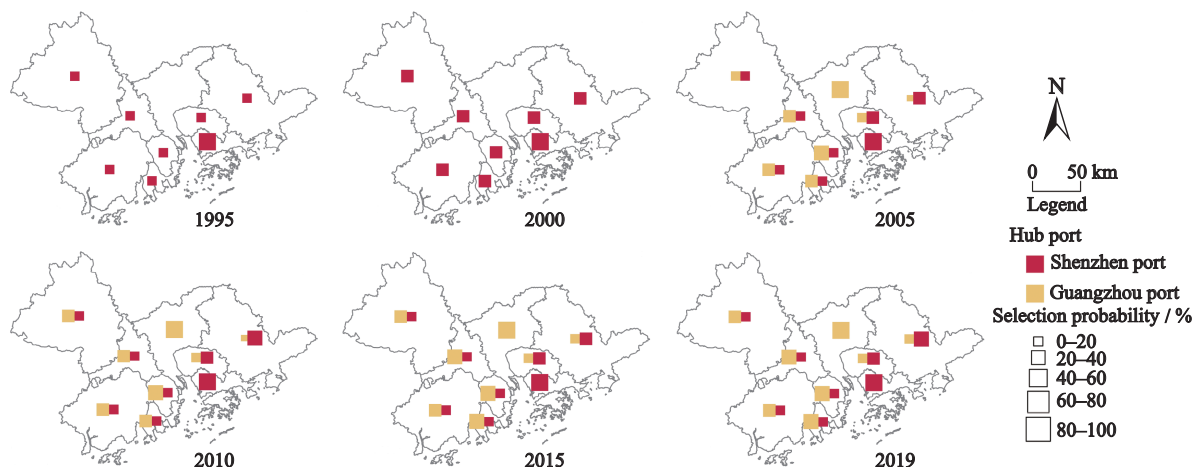 1995
2000
2005
N
0 50 km
Legend
Hub port
Shenzhen port
Guangzhou port
Selection probability / %
0–20
20–40
40–60
60–80
80–100
2010
2015
2019